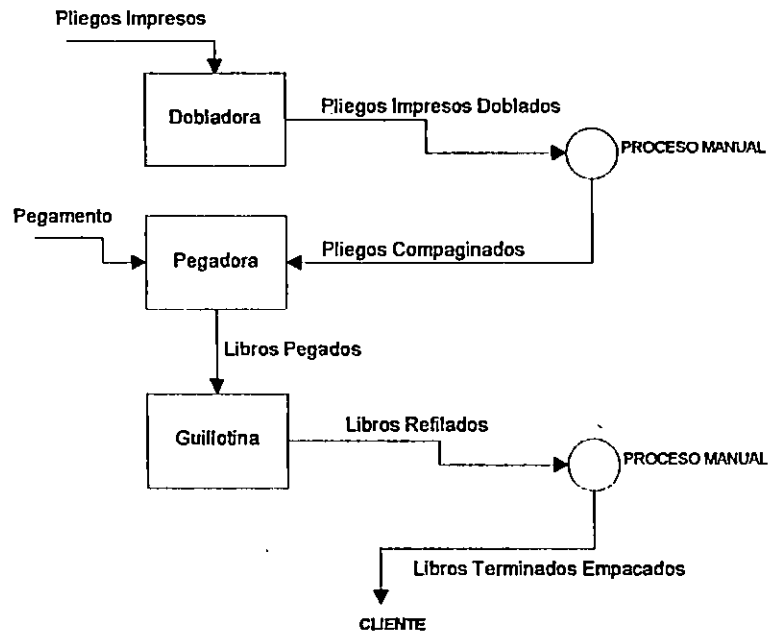 Pliegos Impresos
Dobladora
Pliegos Impresos Doblados
PROCESO MANUAL
Pegamento
Pegadora
Pliegos Compaginados
Libros Pegados
Guillotina
Libros Refilados
PROCESO MANUAL
Libros Terminados Empacados
CLIENTE